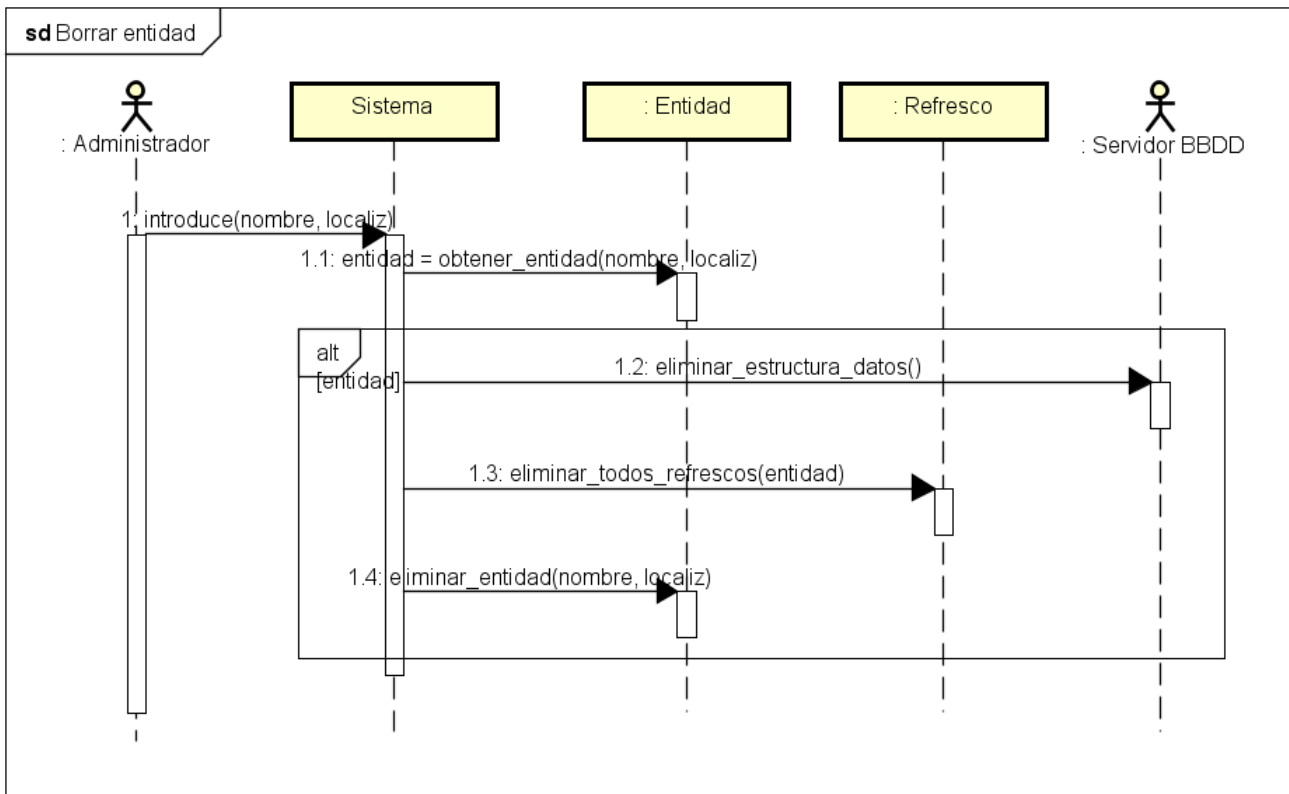 sd Borrar entidad
: Administrador
Sistema
: Entidad
: Refresco
: Servidor BBDD
1: introduce(nombre, localiz)
1.1: entidad = obtener_entidad(nombre, localiz)
alt
[entidad]
1.2: eliminar_estructura_datos()
1.3: eliminar_todos_refrescos(entidad)
1.4: eliminar_entidad(nombre, localiz)